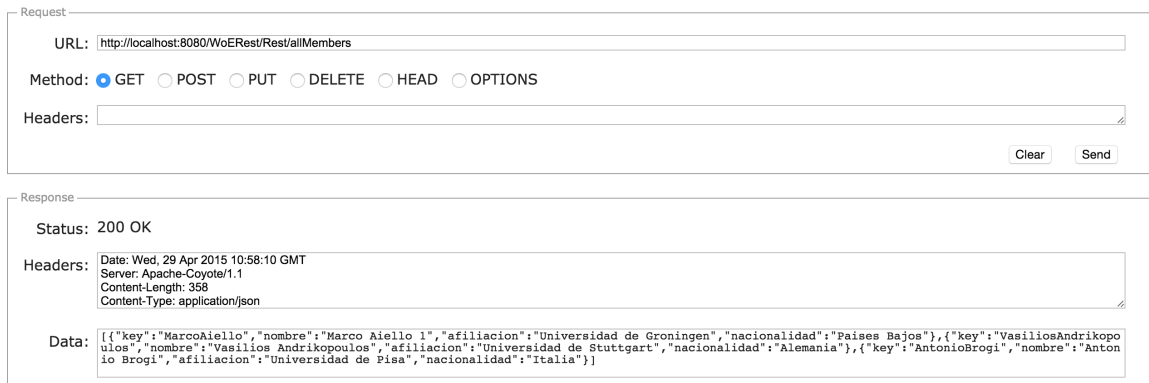 Request
URL: http://localhost:8080/WoERest/Rest/allMembers
Method: GET POST PUT DELETE HEAD OPTIONS
Headers:
Clear Send
Response
Status: 200 OK
Headers: Date: Wed, 29 Apr 2015 10:58:10 GMT
Server: Apache-Coyote/1.1
Content-Length: 358
Content-Type: application/json
Data: [{"key":"MarcoAiello","nombre":"Marco Aiello 1","afiliacion":"Universidad de Groningen","nacionalidad":"Paises Bajos"},{"key":"VasiliosAndrikopo
ulos","nombre":"Vasilios Andrikopoulos","afiliacion":"Universidad de Stuttgart","nacionalidad":"Alemania"},{"key":"AntonioBrogi","nombre":"Anton
io Brogi","afiliacion":"Universidad de Pisa","nacionalidad":"Italia"}]